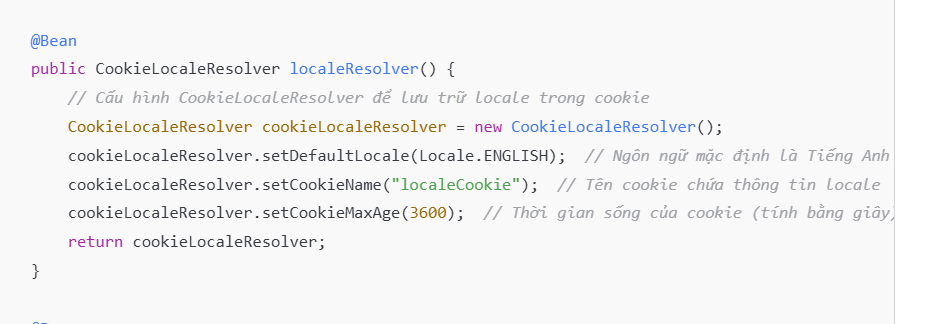 @Bean
public CookieLocaleResolver localeResolver() {
    // Cấu hình CookieLocaleResolver để lưu trữ locale trong cookie
    CookieLocaleResolver cookieLocaleResolver = new CookieLocaleResolver();
    cookieLocaleResolver.setDefaultLocale(Locale.ENGLISH);  // Ngôn ngữ mặc định là Tiếng Anh
    cookieLocaleResolver.setCookieName("localeCookie");  // Tên cookie chứa thông tin locale
    cookieLocaleResolver.setCookieMaxAge(3600);  // Thời gian sống của cookie (tính bằng giây)
    return cookieLocaleResolver;
}